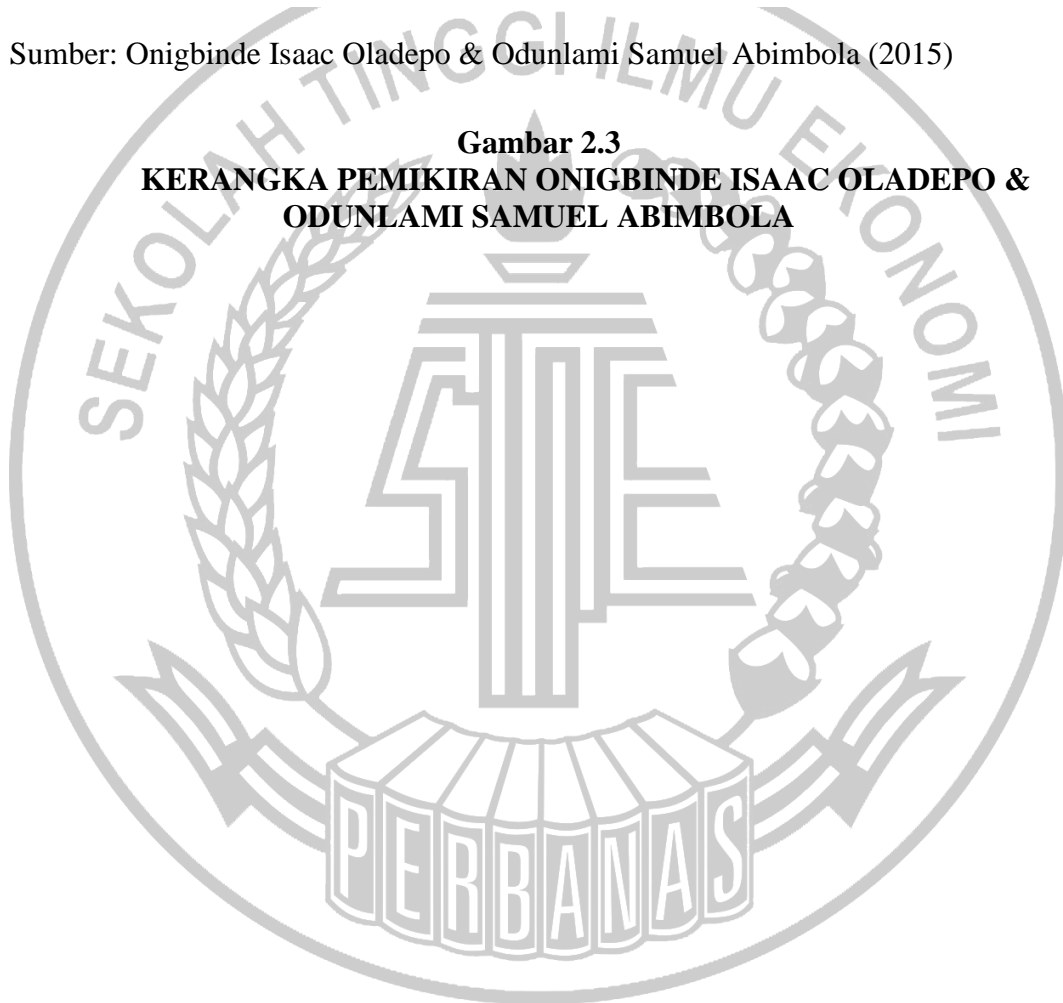 Sumber: Onigbinde Isaac Oladepo & Odunlami Samuel Abimbola (2015)
Gambar 2.3
KERANGKA PEMIKIRAN ONIGBINDE ISAAC OLADEPO &
ODUNLAMI SAMUEL ABIMBOLA
SEKOLAH TINGGI ILMU EKONOMI
STIE
PERBANAS